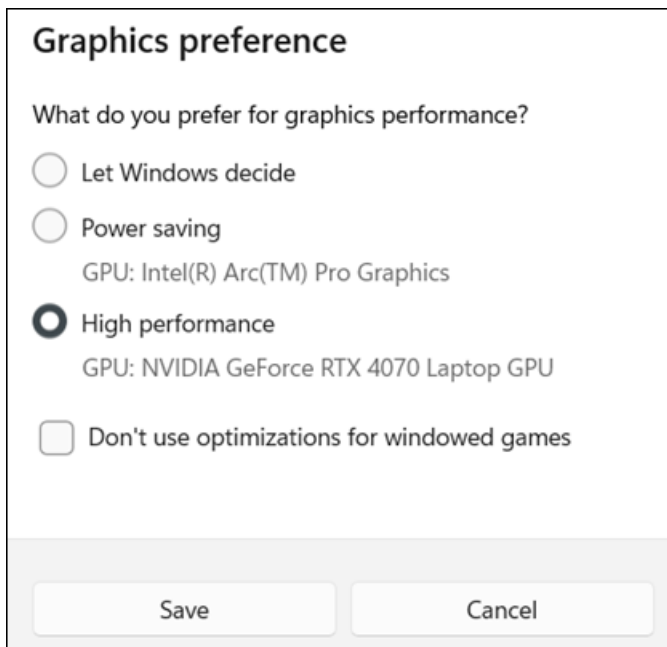 Graphics preference
What do you prefer for graphics performance?
Let Windows decide
Power saving
GPU: Intel(R) Arc(TM) Pro Graphics
High performance
GPU: NVIDIA GeForce RTX 4070 Laptop GPU
Don't use optimizations for windowed games
Save
Cancel